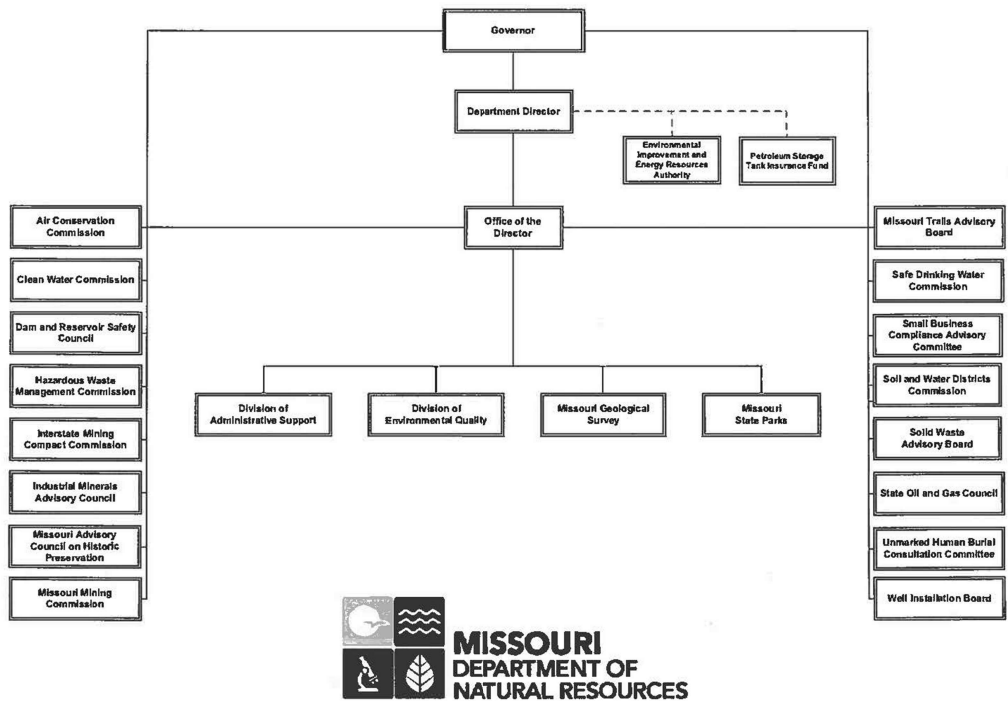 Governor
Department Director
Environmental
Improvement and
Energy Resources
Authority
Petroleum Storage
Tank Insurance Fund
Air Conservation
Commission
Office of the
Director
Missouri Trails Advisory
Board
Clean Water Commission
Safe Drinking Water
Commission
Dam and Reservoir Safety
Council
Small Business
Compliance Advisory
Committee
Hazardous Waste
Management Commission
Soil and Water Districts
Commission
Division of
Administrative Support
Division of
Environmental Quality
Missouri Geological
Survey
Missouri
State Parks
Interstate Mining
Compact Commission
Solid Waste
Advisory Board
Industrial Minerals
Advisory Council
State Oil and Gas Council
Missouri Advisory
Council on Historic
Preservation
Unmarked Human Burial
Consultation Committee
Missouri Mining
Commission
Well Installation Board
MISSOURI
DEPARTMENT OF
NATURAL RESOURCES